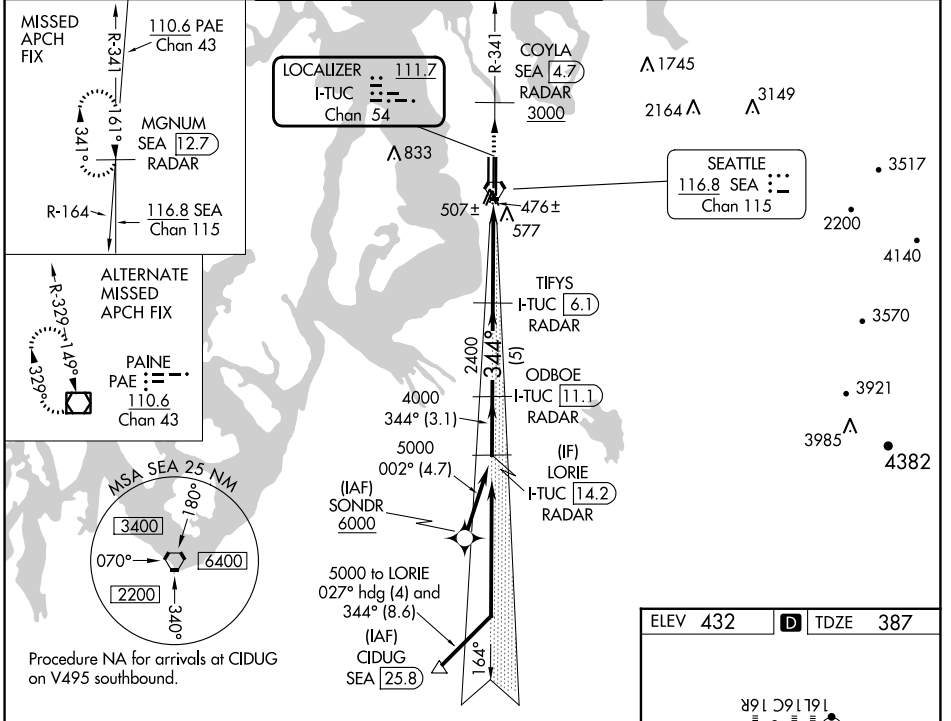 MISSED
APCH
FIX
110.6 PAE
Chan 43
R-341
161°
341°
MGNUM
SEA 12.7
RADAR
R-164
116.8 SEA
Chan 115
ALTERNATE
MISSED
APCH FIX
R-329
149°
329°
PAINE
PAE
110.6
Chan 43
LOCALIZER 111.7
I-TUC
Chan 54
R-341
COYLA
SEA 4.7
RADAR
3000
1745
2164
3149
833
SEATTLE
116.8 SEA
Chan 115
3517
2200
4140
507±
476±
577
TIFYS
I-TUC 6.1
RADAR
3570
2400
344°
(5)
ODBOE
I-TUC 11.1
RADAR
3921
3985
4382
4000
344° (3.1)
5000
002° (4.7)
(IF)
LORIE
I-TUC 14.2
RADAR
(IAF)
SONDR
6000
MSA SEA 25 NM
180°
3400
070°
6400
2200
340°
5000 to LORIE
027° hdg (4) and
344° (8.6)
(IAF)
CIDUG
SEA 25.8
164°
Procedure NA for arrivals at CIDUG
on V495 southbound.
ELEV 432 D TDZE 387
16L 16C 16R